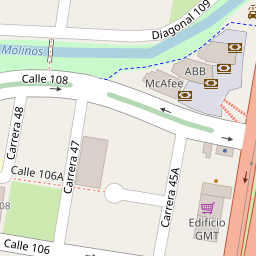 Diagonal 109
Molinos
Calle 108
ABB
McAfee
Carrera 48
Carrera 47
Calle 106A
Carrera 45A
08
Edificio
GMT
Calle 106